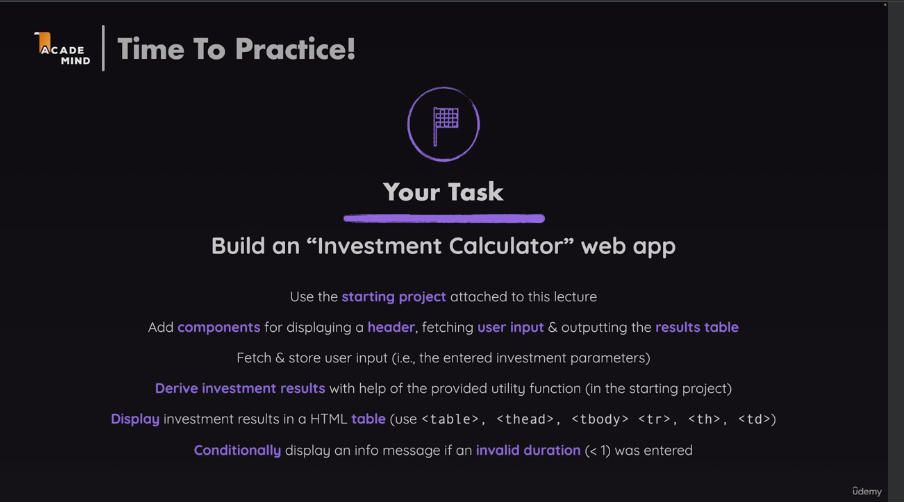 ACADE
MIND
Time To Practice!
Your Task
Build an “Investment Calculator” web app
Use the starting project attached to this lecture
Add components for displaying a header, fetching user input & outputting the results table
Fetch & store user input (i.e., the entered investment parameters)
Derive investment results with help of the provided utility function (in the starting project)
Display investment results in a HTML table (use <table>, <thead>, <tbody> <tr>, <th>, <td>)
Conditionally display an info message if an invalid duration (< 1) was entered
udemy